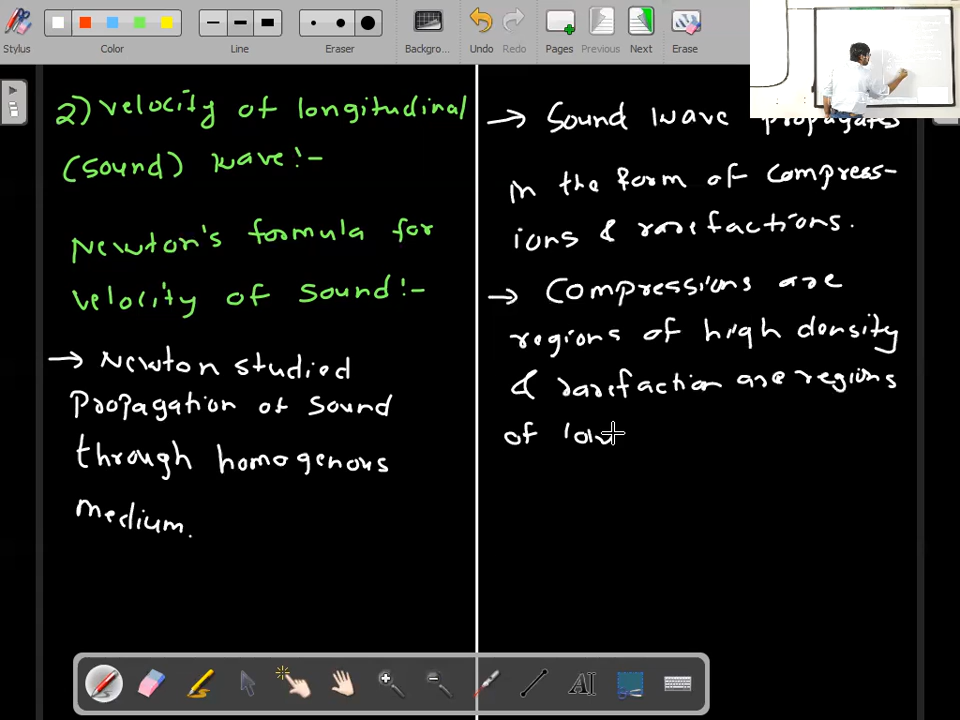 Stylus
Color
Line
Eraser
Backgro...
Undo
Redo
Pages
Previous
Next
Erase
2) velocity of longitudinal
(sound) wave:-
Newton's formula for
velocity of sound:-
→ Newton studied
Propagation of sound
through homogenous
medium.
→ Sound wave propagates
in the form of compress-
ions & rarefactions.
→ Compressions are
regions of high density
& rarefaction are regions
of low
AI